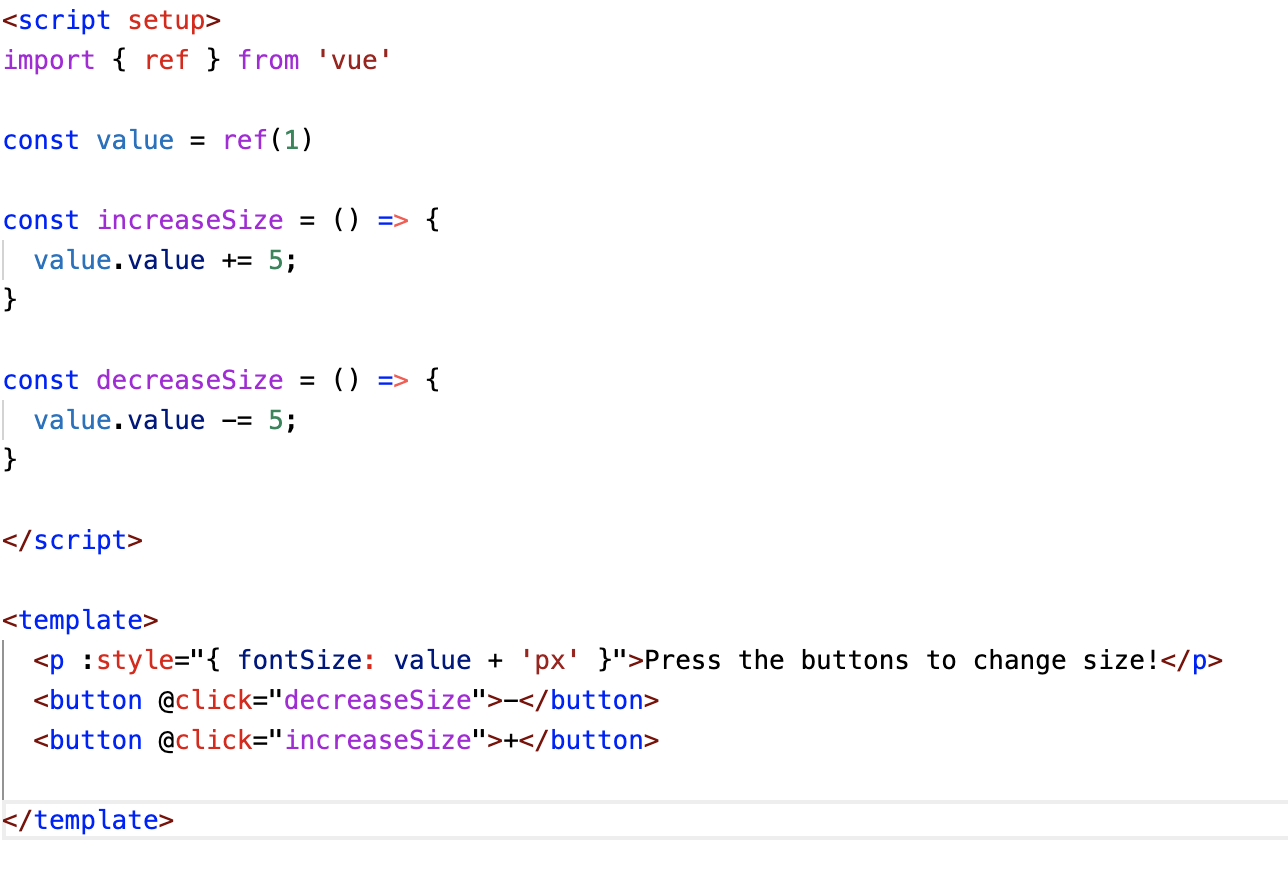 <script setup>
import { ref } from 'vue'
const value = ref(1)
const increaseSize = () => {
  value.value += 5;
}
const decreaseSize = () => {
  value.value -= 5;
}
</script>
<template>
  <p :style="{ fontSize: value + 'px' }">Press the buttons to change size!</p>
  <button @click="decreaseSize">-</button>
  <button @click="increaseSize">+</button>
</template>